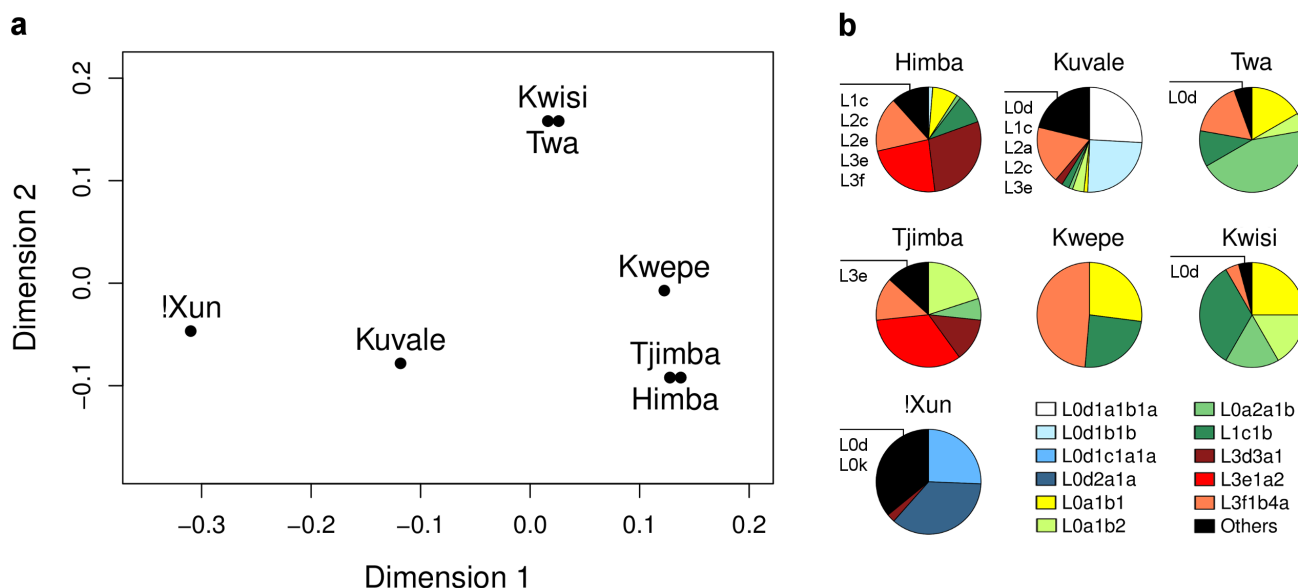 a
Dimension 2
0.2
0.1
0.0
−0.1
Kwisi
Twa
Kwepe
!Xun
Kuvale
Tjimba
Himba
−0.3 −0.2 −0.1 0.0 0.1 0.2
Dimension 1
b
Himba
L1c
L2c
L2e
L3e
L3f
Kuvale
L0d
L1c
L2a
L2c
L3e
Twa
L0d
Tjimba
L3e
Kwepe
Kwisi
L0d
!Xun
L0d
L0k
L0d1a1b1a
L0d1b1b
L0d1c1a1a
L0d2a1a
L0a1b1
L0a1b2
L0a2a1b
L1c1b
L3d3a1
L3e1a2
L3f1b4a
Others